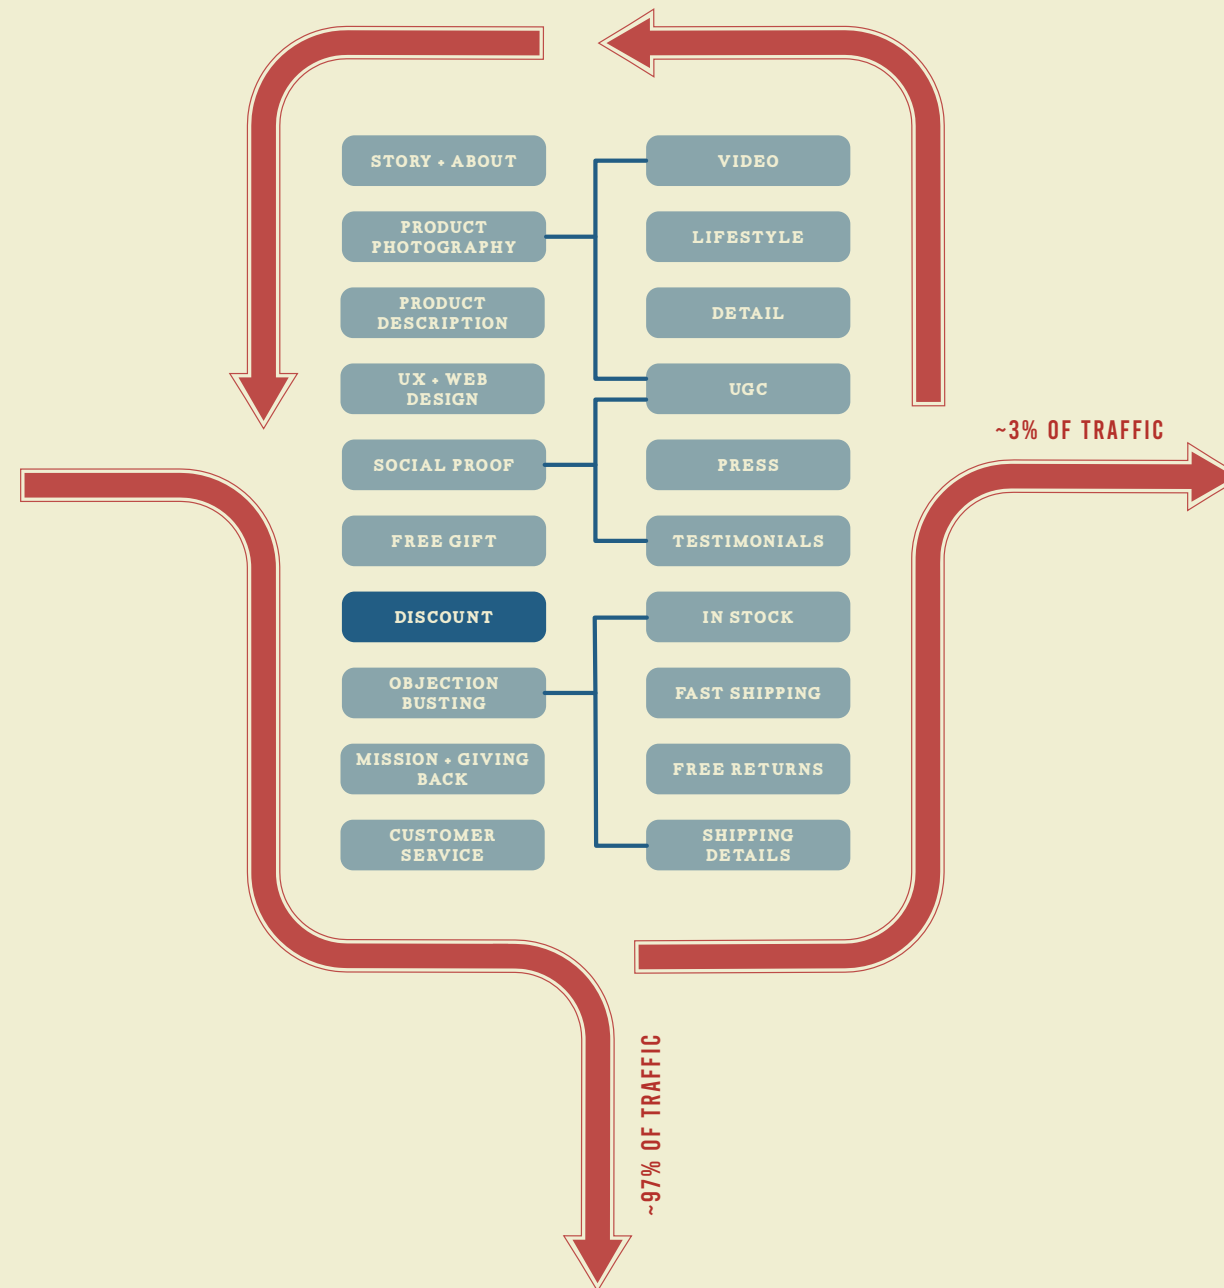 STORY + ABOUT
PRODUCT
PHOTOGRAPHY
PRODUCT
DESCRIPTION
UX + WEB
DESIGN
SOCIAL PROOF
FREE GIFT
DISCOUNT
OBJECTION
BUSTING
MISSION + GIVING
BACK
CUSTOMER
SERVICE
VIDEO
LIFESTYLE
DETAIL
UGC
PRESS
TESTIMONIALS
IN STOCK
FAST SHIPPING
FREE RETURNS
SHIPPING
DETAILS
~3% OF TRAFFIC
~97% OF TRAFFIC